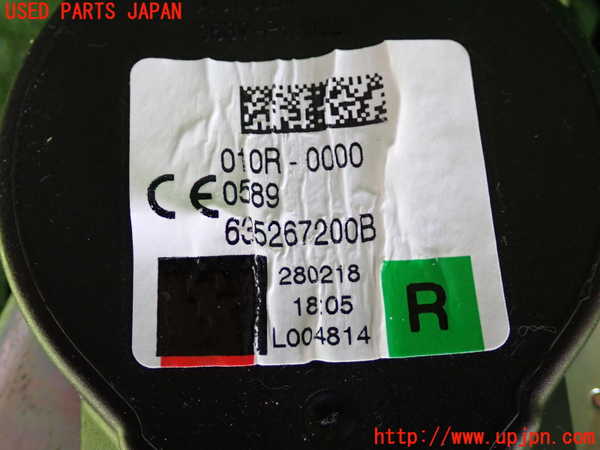 USED PARTS JAPAN
010R-0000
CE 0589
635267200B
280218
18:05
L004814
R
http://www.upjpn.com/